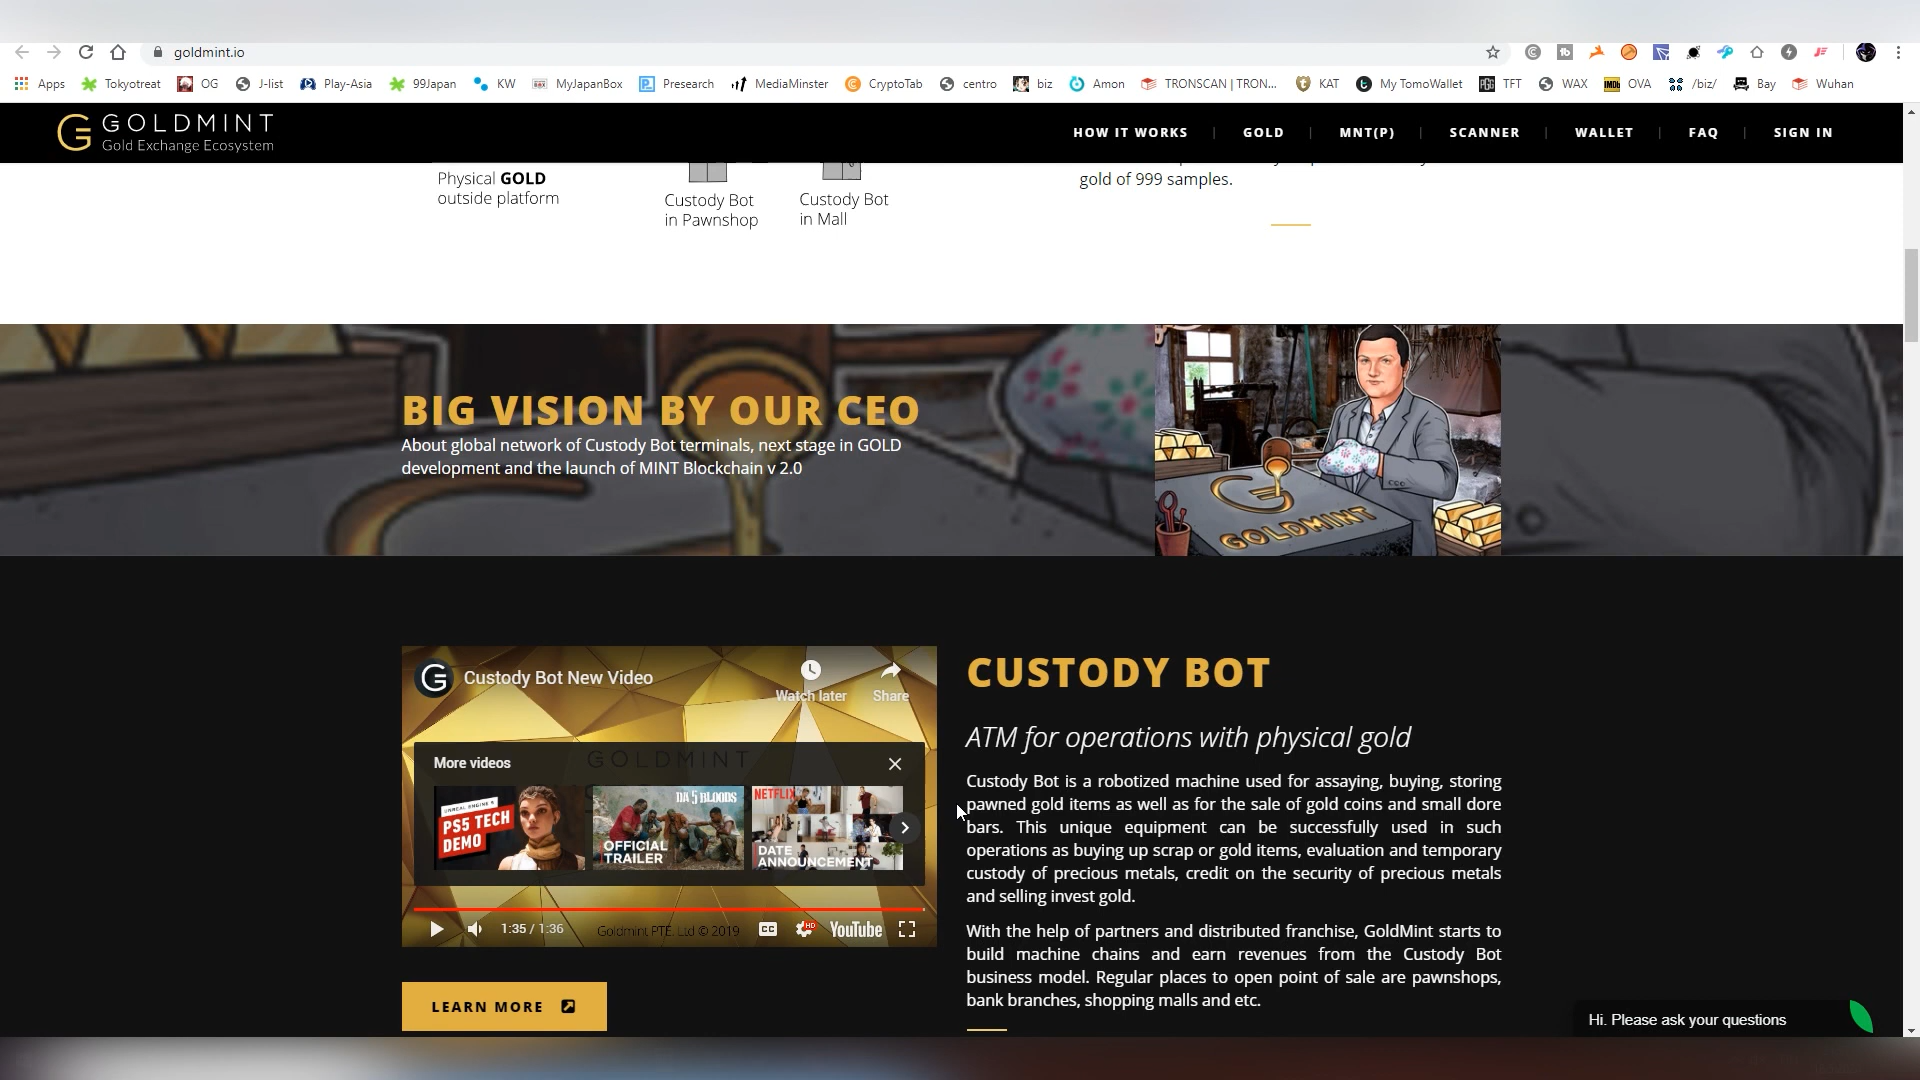 goldmint.io
Apps
Tokyotreat
OG
J-list
Play-Asia
99Japan
KW
MyJapanBox
Presearch
MediaMinster
CryptoTab
centro
biz
Amon
TRONSCAN | TRON...
KAT
My TomoWallet
TFT
WAX
OVA
/biz/
Bay
Wuhan
GOLDMINT
Gold Exchange Ecosystem
HOW IT WORKS
GOLD
MNT(P)
SCANNER
WALLET
FAQ
SIGN IN
Physical GOLD
outside platform
Custody Bot
in Pawnshop
Custody Bot
in Mall
gold of 999 samples.
BIG VISION BY OUR CEO
About global network of Custody Bot terminals, next stage in GOLD
development and the launch of MINT Blockchain v 2.0
CEO
GOLDMINT
Custody Bot New Video
Watch later
Share
GOLDMINT
More videos
UNREAL ENGINE 5
PS5 TECH
DEMO
DA 5 BLOODS
OFFICIAL
TRAILER
NETFLIX
DATE
ANNOUNCEMENT
1:35 / 1:36
Goldmint PTE. Ltd © 2019
CC
HD
YouTube
LEARN MORE
CUSTODY BOT
ATM for operations with physical gold
Custody Bot is a robotized machine used for assaying, buying, storing
pawned gold items as well as for the sale of gold coins and small dore
bars. This unique equipment can be successfully used in such
operations as buying up scrap or gold items, evaluation and temporary
custody of precious metals, credit on the security of precious metals
and selling invest gold.
With the help of partners and distributed franchise, GoldMint starts to
build machine chains and earn revenues from the Custody Bot
business model. Regular places to open point of sale are pawnshops,
bank branches, shopping malls and etc.
Hi. Please ask your questions